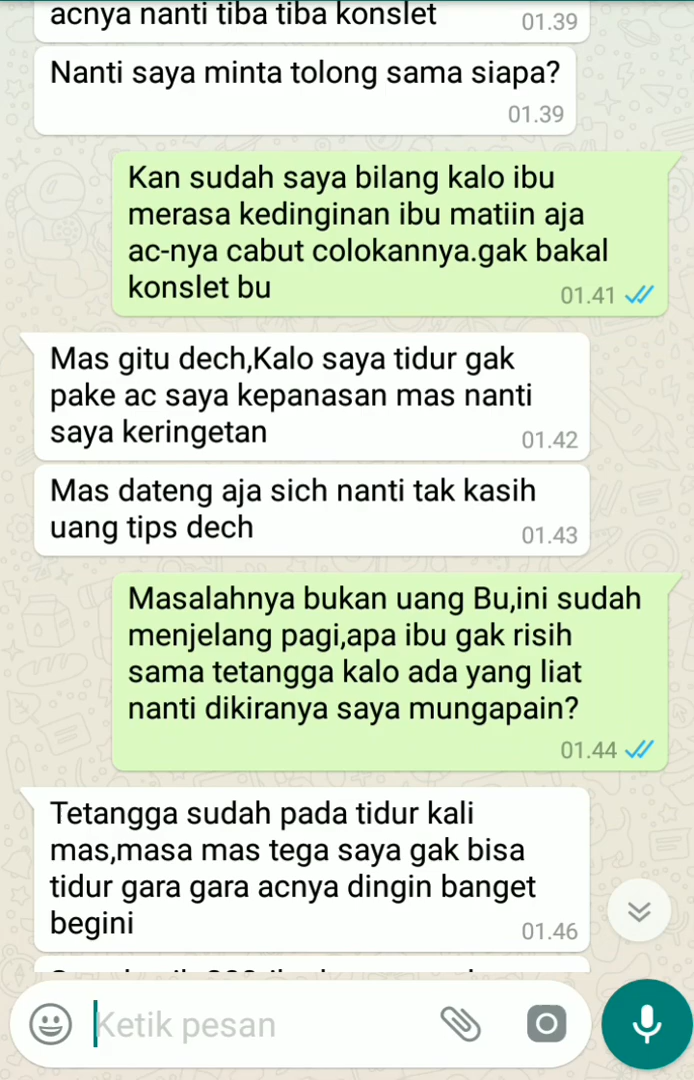 acnya nanti tiba tiba konslet
01.39
Nanti saya minta tolong sama siapa?
01.39
Kan sudah saya bilang kalo ibu
merasa kedinginan ibu matiin aja
ac-nya cabut colokannya.gak bakal
konslet bu
01.41
Mas gitu dech,Kalo saya tidur gak
pake ac saya kepanasan mas nanti
saya keringetan
01.42
Mas dateng aja sich nanti tak kasih
uang tips dech
01.43
Masalahnya bukan uang Bu,ini sudah
menjelang pagi,apa ibu gak risih
sama tetangga kalo ada yang liat
nanti dikiranya saya mungapain?
01.44
Tetangga sudah pada tidur kali
mas,masa mas tega saya gak bisa
tidur gara gara acnya dingin banget
begini
01.46
Ketik pesan